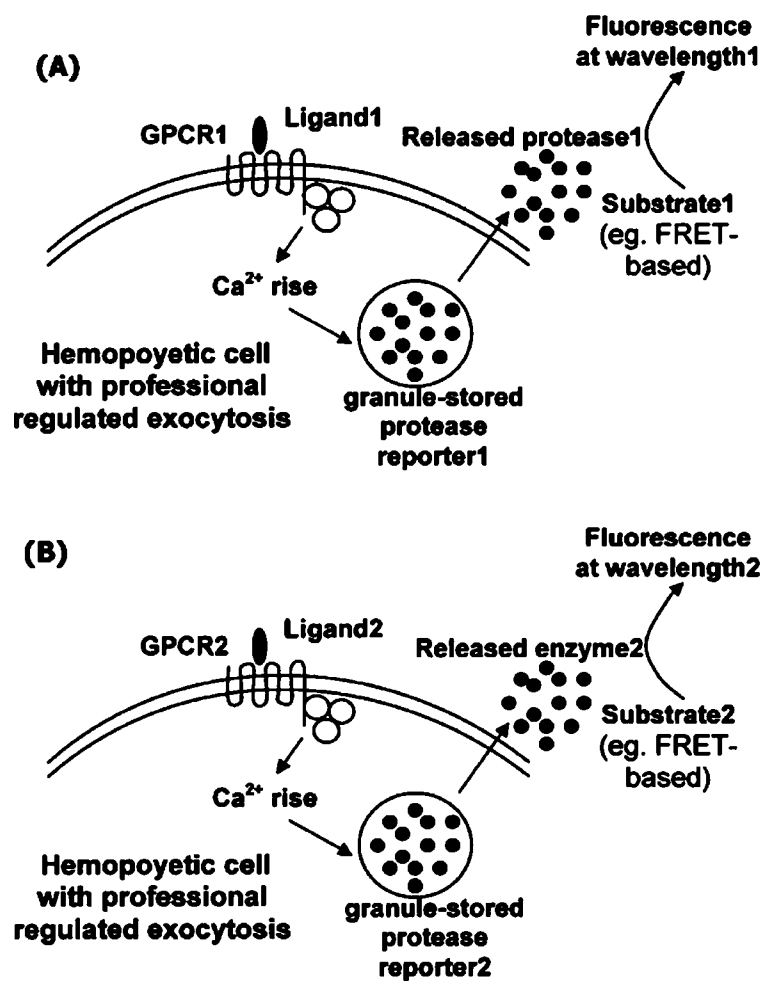 (A)
Fluorescence
at wavelength1
GPCR1
Ligand1
Released protease1
Substrate1
(eg. FRET-
based)
Ca²⁺ rise
Hemopoyetic cell
with professional
regulated exocytosis
granule-stored
protease
reporter1
(B)
Fluorescence
at wavelength2
GPCR2
Ligand2
Released enzyme2
Substrate2
(eg. FRET-
based)
Ca²⁺ rise
Hemopoyetic cell
with professional
regulated exocytosis
granule-stored
protease
reporter2